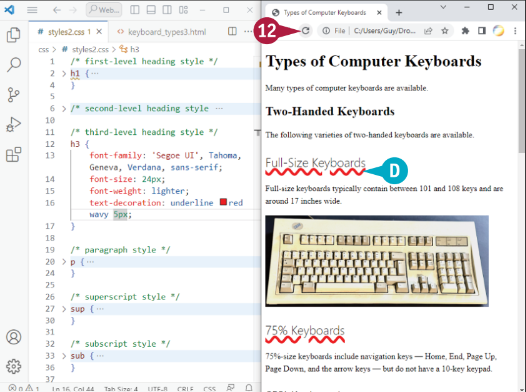 Web...
styles2.css 1
keyboard_types3.html
css > styles2.css > h3
1 /* first-level heading style */
2 h1 { ...
4 }
5
6 /* second-level heading style ...
10
11 /* third-level heading style */
12 h3 {
13 font-family: 'Segoe UI', Tahoma,
Geneva, Verdana, sans-serif;
14 font-size: 24px;
15 font-weight: lighter;
16 text-decoration: underline red
wavy 5px;
17 }
18
19 /* paragraph style */
20 p { ...
24 }
25
26 /* superscript style */
27 sup { ...
30 }
31
32 /* subscript style */
33 sub { ...
36 }
0 1 Ln 16, Col 44 Tab Size: 4 UTF-8 CRLF CSS
Types of Computer Keyboards
12
File C:/Users/Guy/Dro...
Types of Computer Keyboards
Many types of computer keyboards are available.
Two-Handed Keyboards
The following varieties of two-handed keyboards are available.
Full-Size Keyboards
D
Full-size keyboards typically contain between 101 and 108 keys and are
around 17 inches wide.
75% Keyboards
75%-size keyboards include navigation keys — Home, End, Page Up,
Page Down, and the arrow keys — but do not have a 10-key keypad.